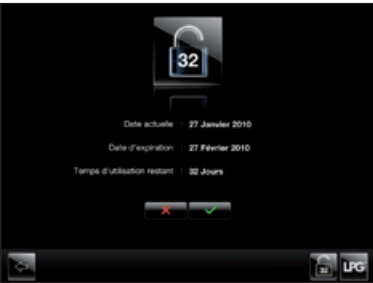 32
Date actuelle : 27 Janvier 2010
Date d'expiration : 27 Février 2010
Temps d'utilisation restant : 32 Jours
32
LPG